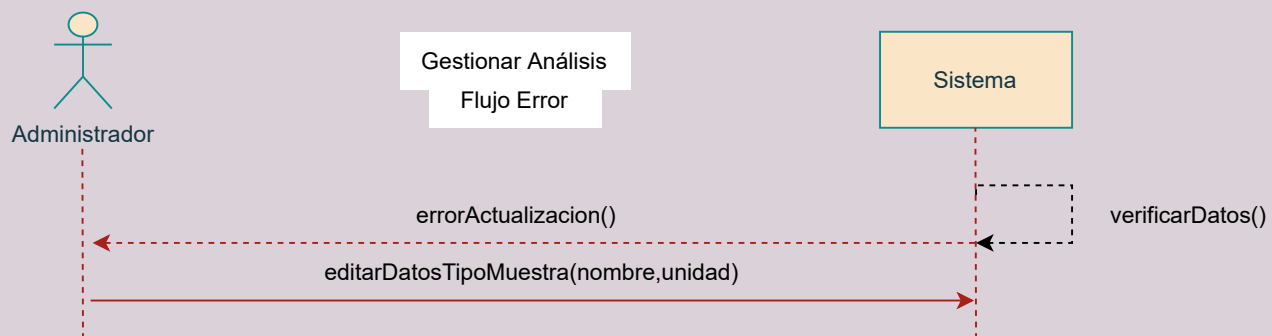 Gestionar Análisis
Flujo Error
Sistema
Administrador
errorActualizacion()
verificarDatos()
editarDatosTipoMuestra(nombre,unidad)